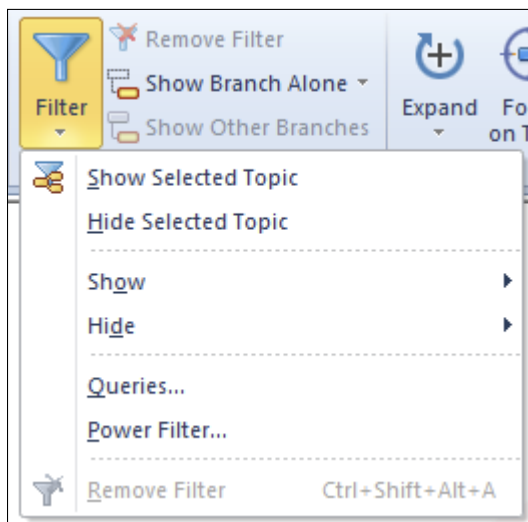 Remove Filter
Show Branch Alone
Show Other Branches
Filter
Expand
Fo
on T
Show Selected Topic
Hide Selected Topic
Show
Hide
Queries...
Power Filter...
Remove Filter Ctrl+Shift+Alt+A